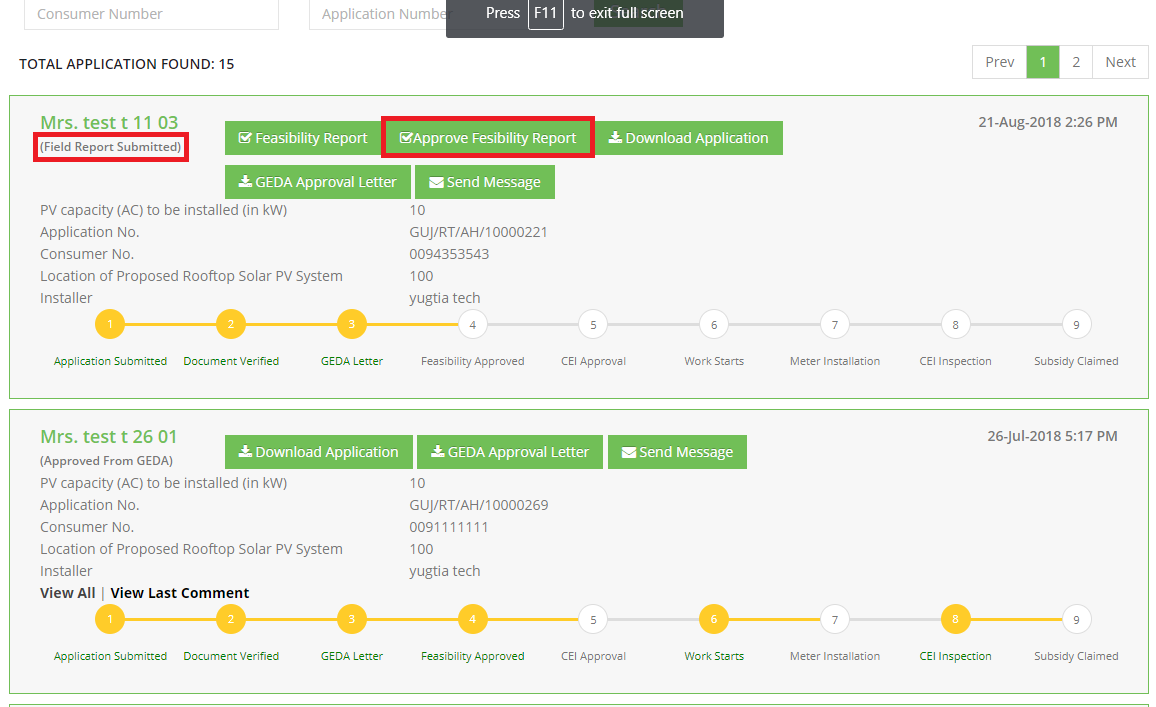 Consumer Number Application Number
Press F11 to exit full screen
TOTAL APPLICATION FOUND: 15
Prev 1 2 Next
Mrs. test t 11 03
(Field Report Submitted)
Feasibility Report Approve Fesibility Report Download Application
21-Aug-2018 2:26 PM
GEDA Approval Letter Send Message
PV capacity (AC) to be installed (in kW) 10
Application No. GUJ/RT/AH/10000221
Consumer No. 0094353543
Location of Proposed Rooftop Solar PV System 100
Installer yugtia tech
1 2 3 4 5 6 7 8 9
Application Submitted Document Verified GEDA Letter Feasibility Approved CEI Approval Work Starts Meter Installation CEI Inspection Subsidy Claimed
Mrs. test t 26 01
(Approved From GEDA)
Download Application GEDA Approval Letter Send Message
26-Jul-2018 5:17 PM
PV capacity (AC) to be installed (in kW) 10
Application No. GUJ/RT/AH/10000269
Consumer No. 0091111111
Location of Proposed Rooftop Solar PV System 100
Installer yugtia tech
View All | View Last Comment
1 2 3 4 5 6 7 8 9
Application Submitted Document Verified GEDA Letter Feasibility Approved CEI Approval Work Starts Meter Installation CEI Inspection Subsidy Claimed